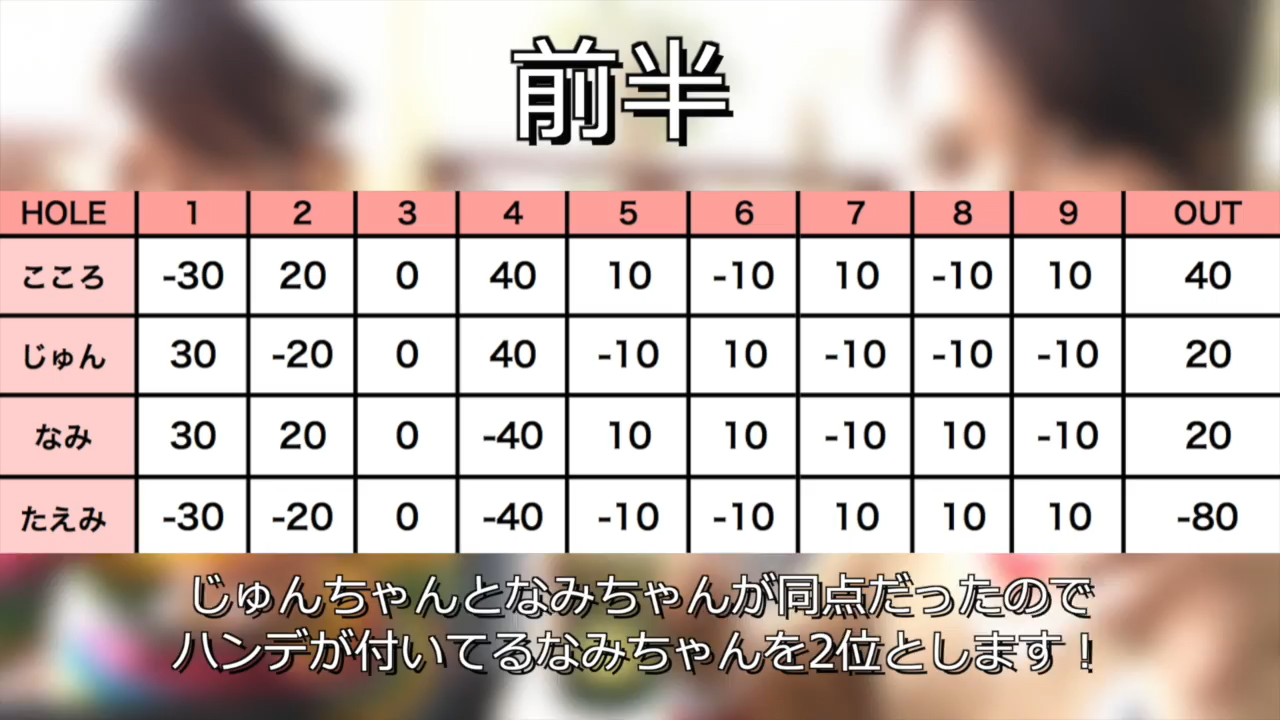 前半
HOLE 1 2 3 4 5 6 7 8 9 OUT
こころ -30 20 0 40 10 -10 10 -10 10 40
じゅん 30 -20 0 40 -10 10 -10 -10 -10 20
なみ 30 20 0 -40 10 10 -10 10 -10 20
たえみ -30 -20 0 -40 -10 -10 10 10 10 -80
じゅんちゃんとなみちゃんが同点だったので
ハンデが付いてるなみちゃんを2位とします！